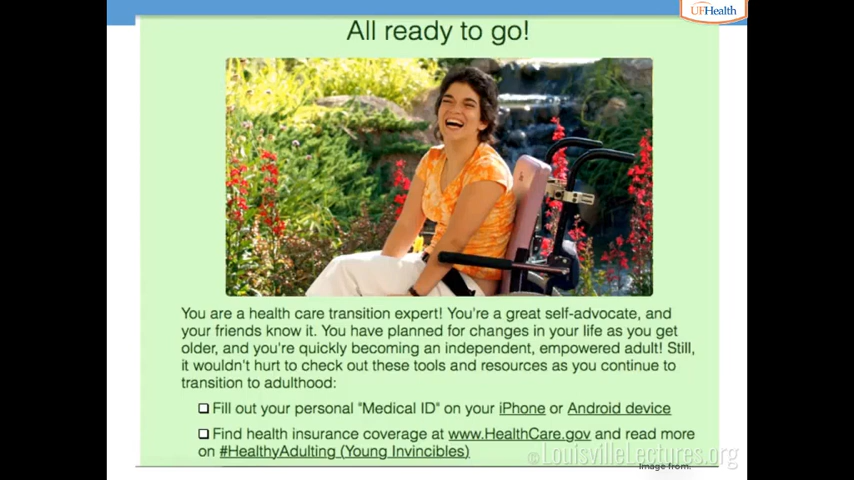 UFHealth
All ready to go!
You are a health care transition expert! You're a great self-advocate, and
your friends know it. You have planned for changes in your life as you get
older, and you're quickly becoming an independent, empowered adult! Still,
it wouldn't hurt to check out these tools and resources as you continue to
transition to adulthood:
Fill out your personal "Medical ID" on your iPhone or Android device
Find health insurance coverage at www.HealthCare.gov and read more
on #HealthyAdulting (Young Invincibles)
©LouisvilleLectures.org
Image from: